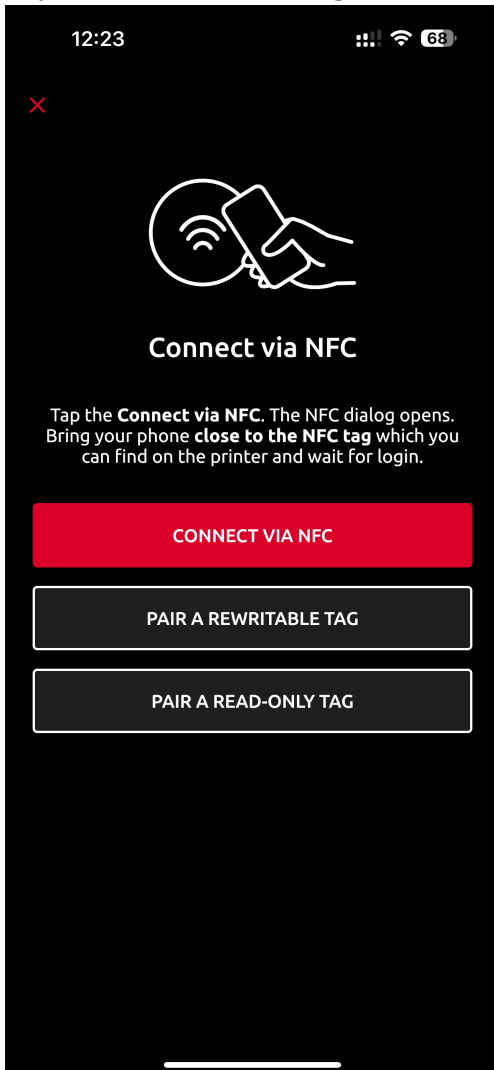 12:23
68
Connect via NFC
Tap the Connect via NFC. The NFC dialog opens.
Bring your phone close to the NFC tag which you
can find on the printer and wait for login.
CONNECT VIA NFC
PAIR A REWRITABLE TAG
PAIR A READ-ONLY TAG